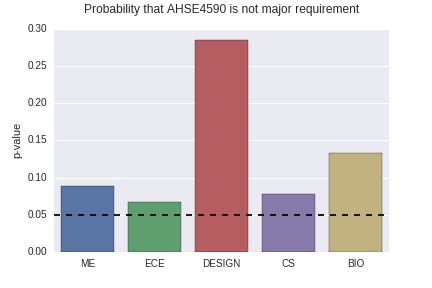 Probability that AHSE4590 is not major requirement
0.30
0.25
0.20
0.15
0.10
0.05
0.00
p-value
ME ECE DESIGN CS BIO